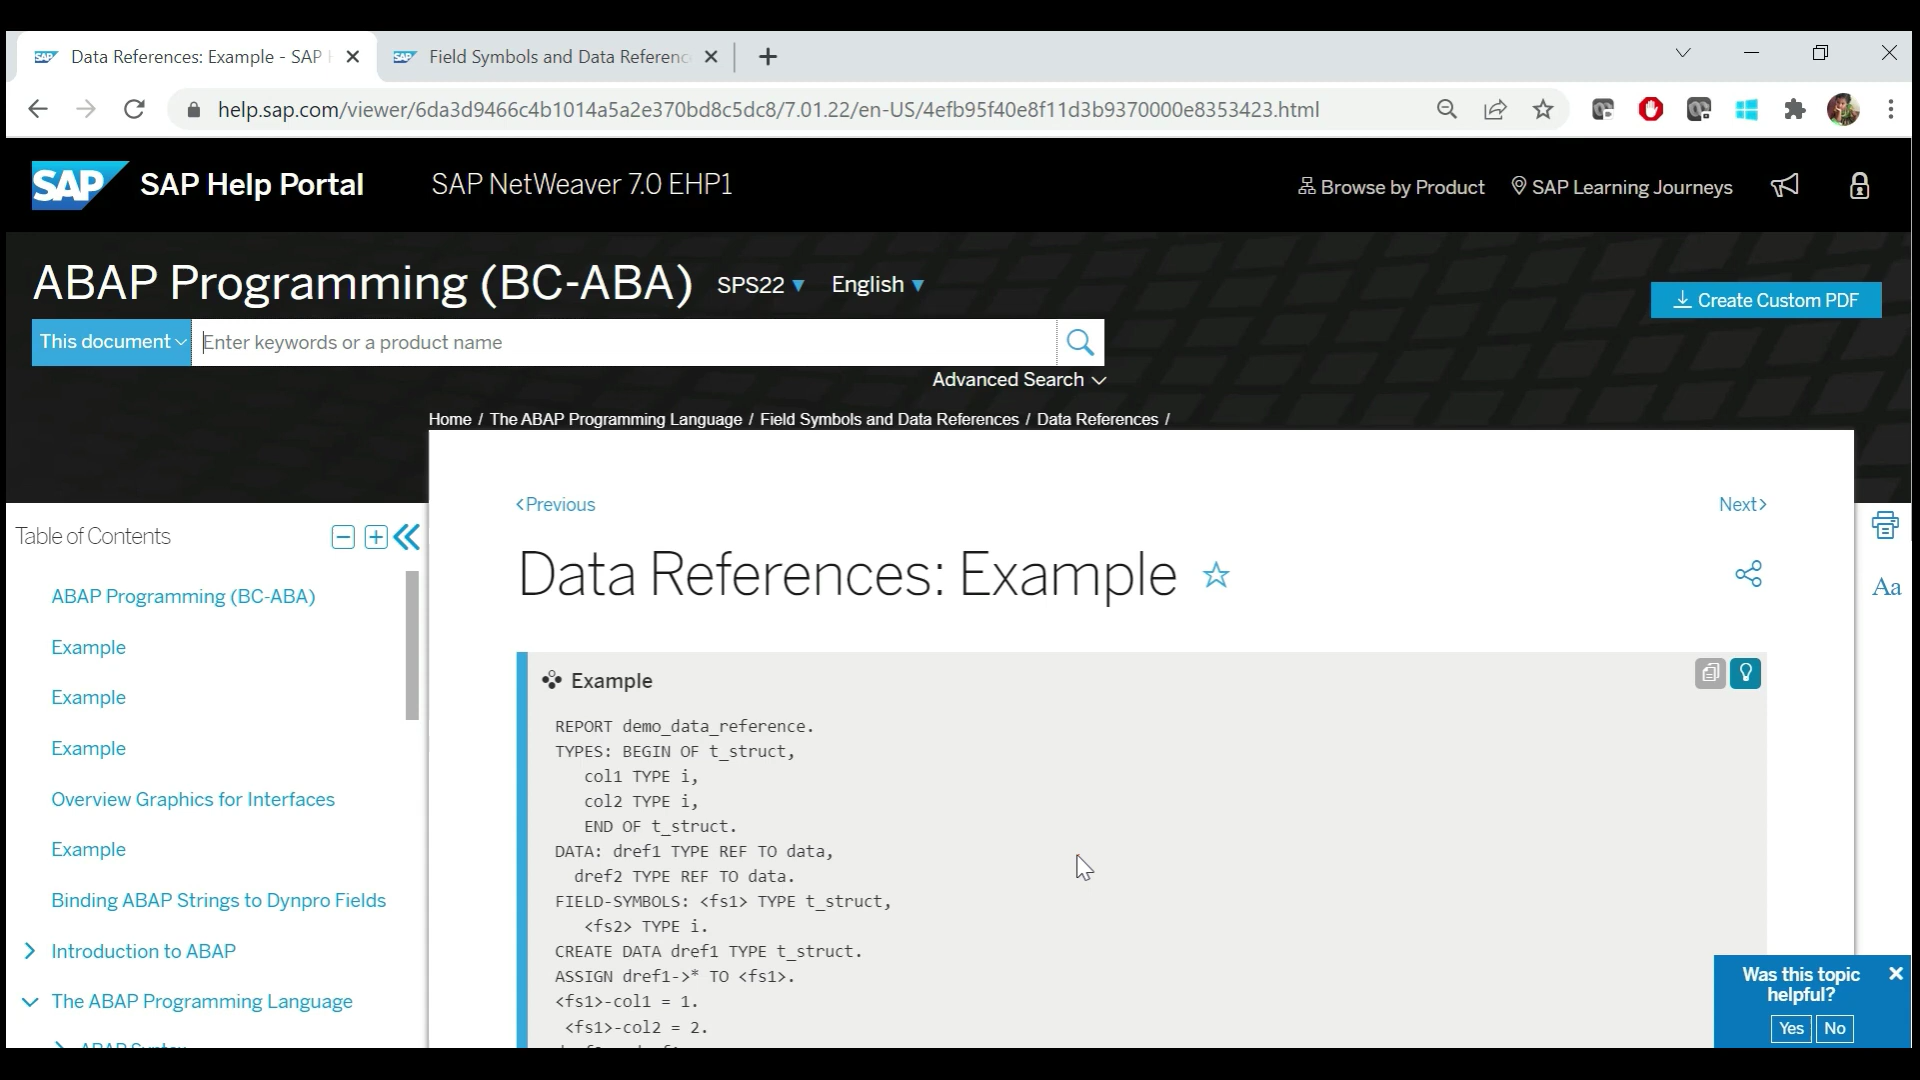 Data References: Example - SAP
Field Symbols and Data Referenc
help.sap.com/viewer/6da3d9466c4b1014a5a2e370bd8c5dc8/7.01.22/en-US/4efb95f40e8f11d3b9370000e8353423.html
SAP SAP Help Portal SAP NetWeaver 7.0 EHP1 Browse by Product SAP Learning Journeys
ABAP Programming (BC-ABA) SPS22 English
Create Custom PDF
This document Enter keywords or a product name
Advanced Search
Home / The ABAP Programming Language / Field Symbols and Data References / Data References /
<Previous Next>
Table of Contents
ABAP Programming (BC-ABA)
Example
Example
Example
Overview Graphics for Interfaces
Example
Binding ABAP Strings to Dynpro Fields
Introduction to ABAP
The ABAP Programming Language
ABAP Syntax
Data References: Example
Aa
Example
REPORT demo_data_reference.
TYPES: BEGIN OF t_struct,
col1 TYPE i,
col2 TYPE i,
END OF t_struct.
DATA: dref1 TYPE REF TO data,
dref2 TYPE REF TO data.
FIELD-SYMBOLS: <fs1> TYPE t_struct,
<fs2> TYPE i.
CREATE DATA dref1 TYPE t_struct.
ASSIGN dref1->* TO <fs1>.
<fs1>-col1 = 1.
<fs1>-col2 = 2.
Was this topic
helpful?
Yes No